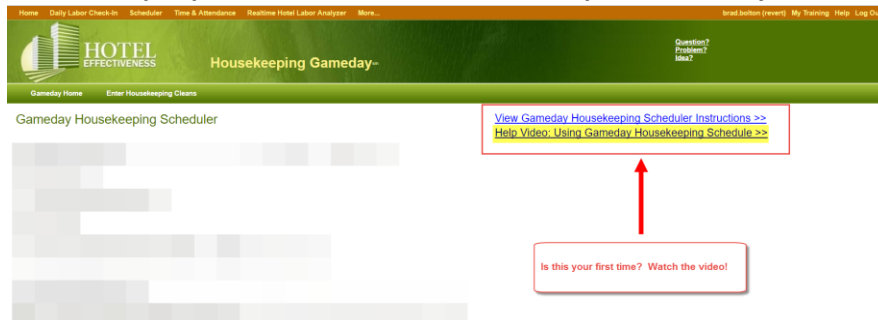 Home Daily Labor Check-In Scheduler Time & Attendance Realtime Hotel Labor Analyzer More... brad.bolton (revert) My Training Help Log
HOTEL
EFFECTIVENESS
Housekeeping Gameday
Question?
Problem?
Idea?
Gameday Home Enter Housekeeping Cleans
Gameday Housekeeping Scheduler
View Gameday Housekeeping Scheduler Instructions >>
Help Video: Using Gameday Housekeeping Schedule >>
Is this your first time? Watch the video!